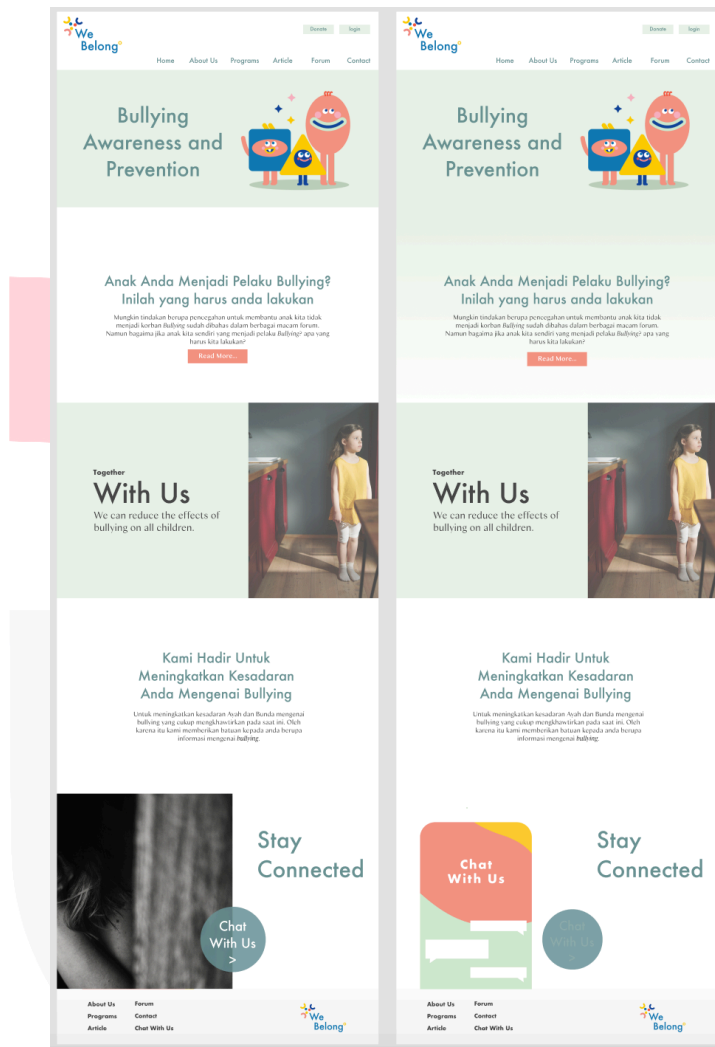 We
Belong
Donate
login
Home About Us Programs Article Forum Contact
Bullying
Awareness and
Prevention
Anak Anda Menjadi Pelaku Bullying?
Inilah yang harus anda lakukan
Mungkin tindakan berupa pencegahan untuk membantu anak kita tidak
menjadi korban Bullying sudah dibahas dalam berbagai macam forum.
Namun bagaima jika anak kita sendiri yang menjadi pelaku Bullying? apa yang
harus kita lakukan?
Read More..
Together
With Us
We can reduce the effects of
bullying on all children.
Kami Hadir Untuk
Meningkatkan Kesadaran
Anda Mengenai Bullying
Untuk meningkatkan kesadaran Ayah dan Bunda mengenai
bullying yang cukup mengkhawtirkan pada saat ini. Oleh
karena itu kami memberikan batuan kepada anda berupa
informasi mengenai bullying.
Stay
Connected
Chat
With Us
>
About Us Forum
Programs Contact
Article Chat With Us
We
Belong
We
Belong
Donate
login
Home About Us Programs Article Forum Contact
Bullying
Awareness and
Prevention
Anak Anda Menjadi Pelaku Bullying?
Inilah yang harus anda lakukan
Mungkin tindakan berupa pencegahan untuk membantu anak kita tidak
menjadi korban Bullying sudah dibahas dalam berbagai macam forum.
Namun bagaima jika anak kita sendiri yang menjadi pelaku Bullying? apa yang
harus kita lakukan?
Read More..
Together
With Us
We can reduce the effects of
bullying on all children.
Kami Hadir Untuk
Meningkatkan Kesadaran
Anda Mengenai Bullying
Untuk meningkatkan kesadaran Ayah dan Bunda mengenai
bullying yang cukup mengkhawtirkan pada saat ini. Oleh
karena itu kami memberikan batuan kepada anda berupa
informasi mengenai bullying.
Chat
With Us
Stay
Connected
Chat
With Us
>
About Us Forum
Programs Contact
Article Chat With Us
We
Belong